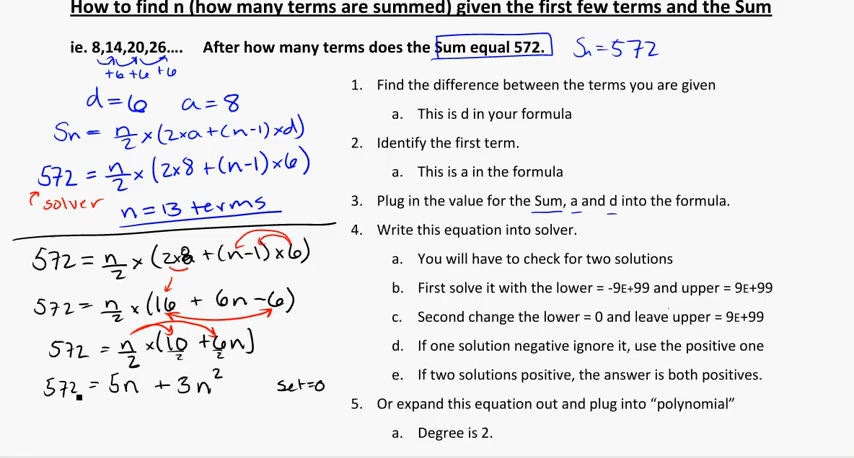 How to find n (how many terms are summed) given the first few terms and the Sum
ie. 8,14,20,26.... After how many terms does the Sum equal 572. Sn = 572
+6 +6 +6
d = 6 a = 8
Sn = n/2 × (2×a + (n-1)×d)
572 = n/2 × (2×8 + (n-1)×6)
solver
n = 13 terms
572 = n/2 × (2×8 + (n-1)×6)
572 = n/2 × (16 + 6n - 6)
572 = n/2 × (10/2 + 6n/2)
572 = 5n + 3n² set=0
1. Find the difference between the terms you are given
a. This is d in your formula
2. Identify the first term.
a. This is a in the formula
3. Plug in the value for the Sum, a and d into the formula.
4. Write this equation into solver.
a. You will have to check for two solutions
b. First solve it with the lower = -9E+99 and upper = 9E+99
c. Second change the lower = 0 and leave upper = 9E+99
d. If one solution negative ignore it, use the positive one
e. If two solutions positive, the answer is both positives.
5. Or expand this equation out and plug into “polynomial”
a. Degree is 2.